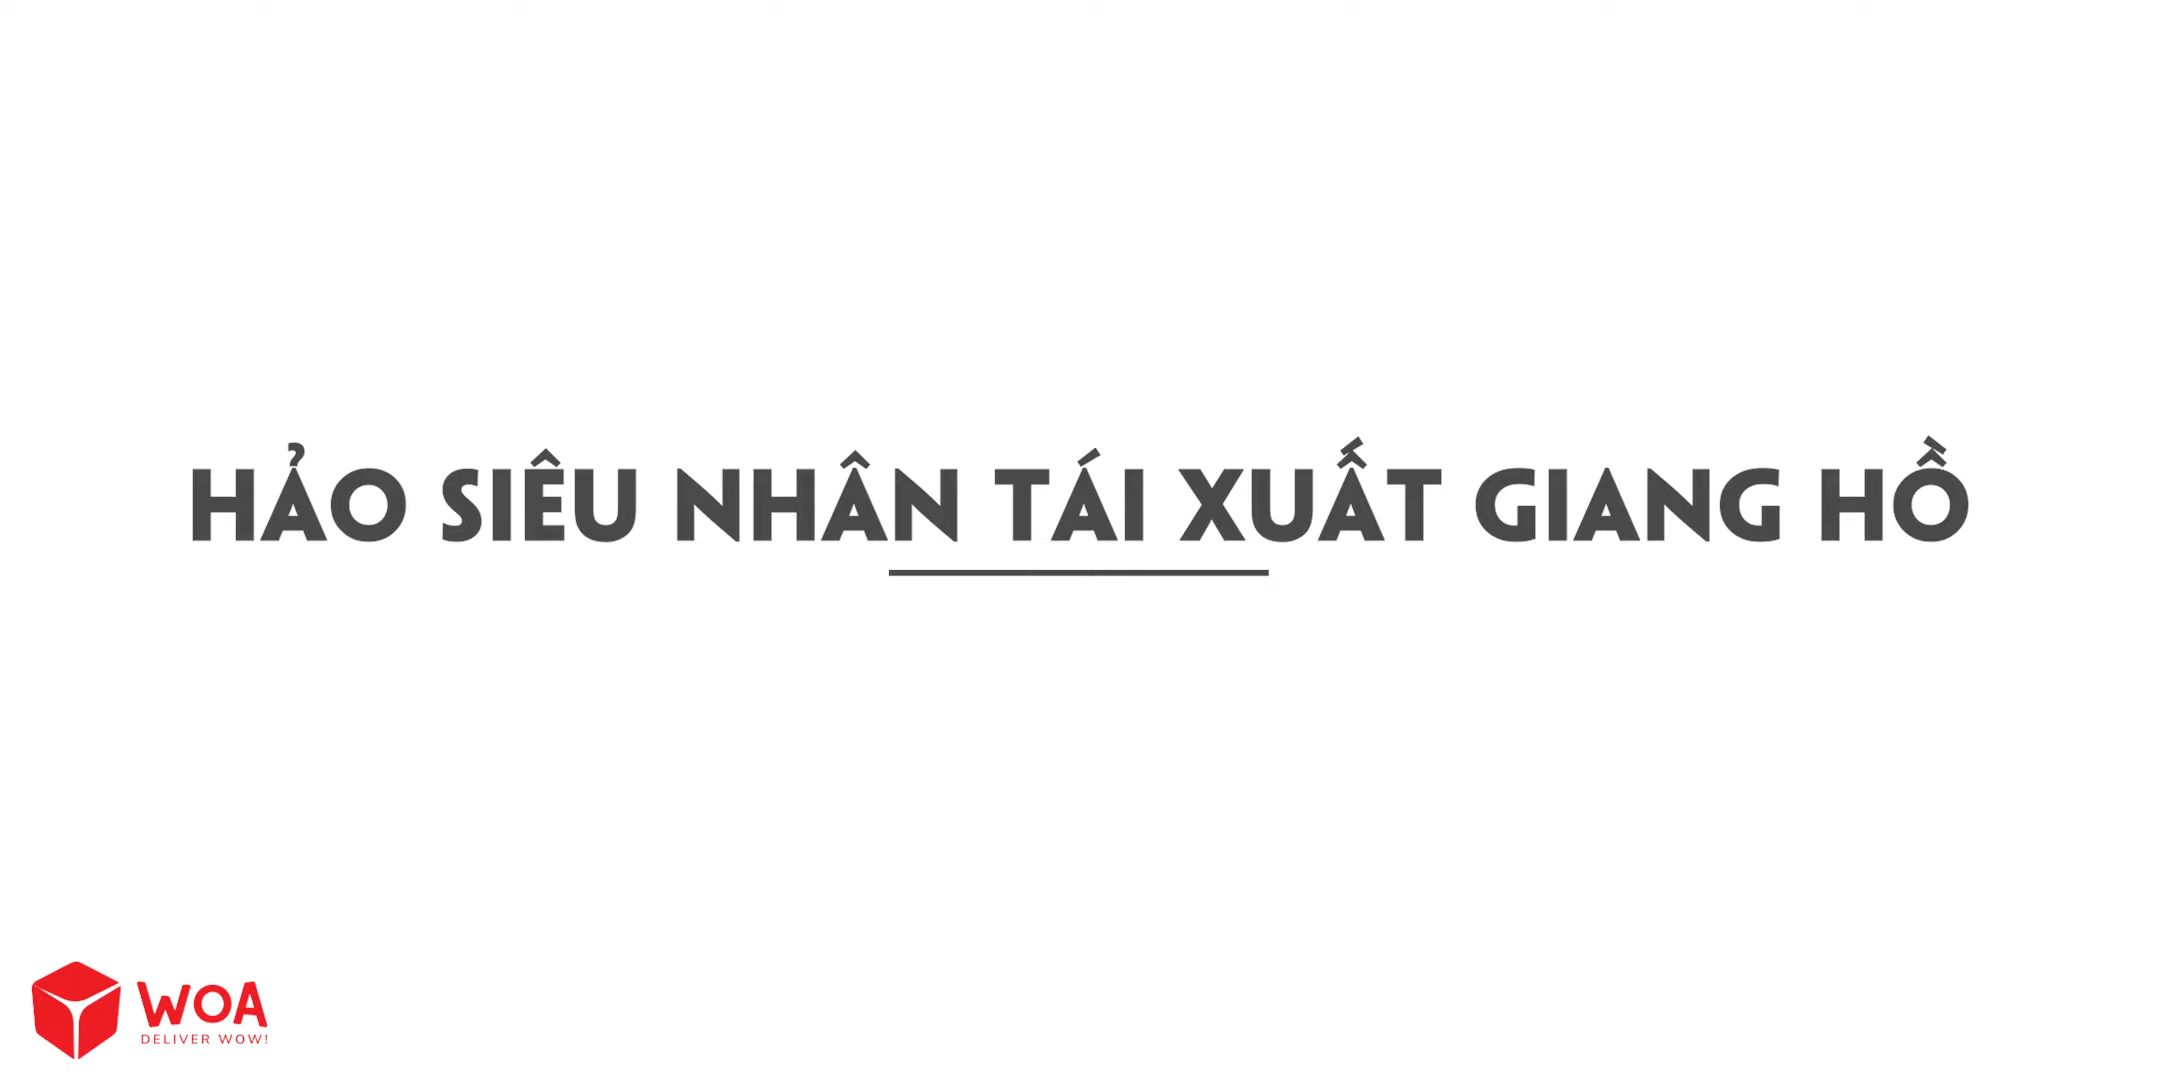 HẢO SIÊU NHÂN TÁI XUẤT GIANG HỒ
WOA
DELIVER WOW!